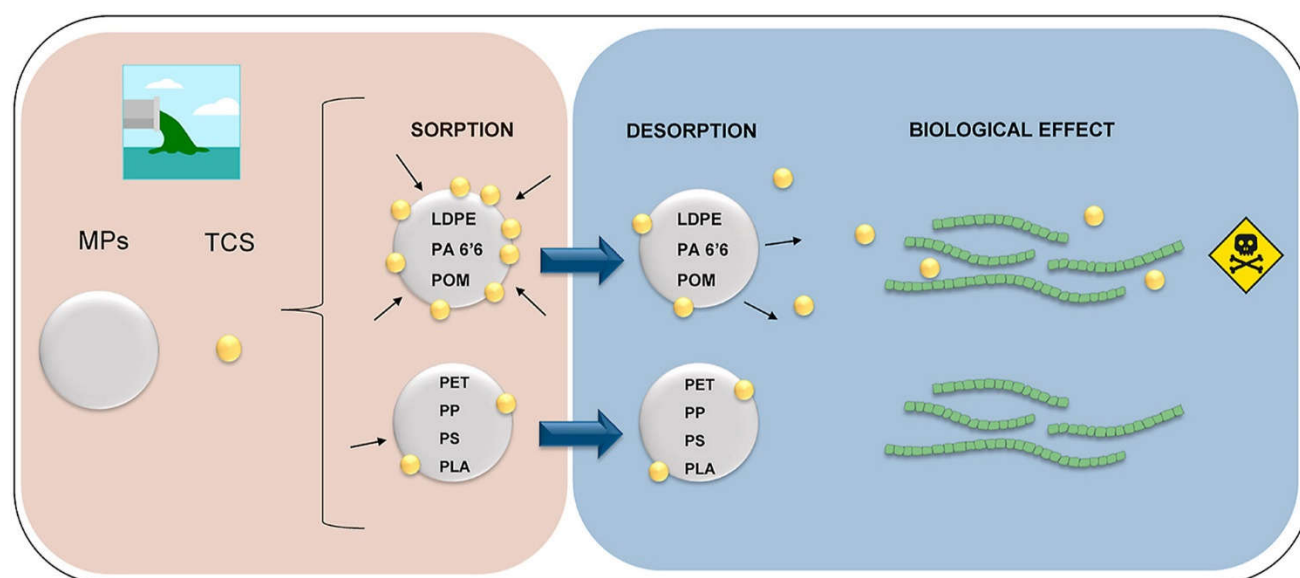 MPs
TCS
SORPTION
LDPE
PA 6'6
POM
PET
PP
PS
PLA
DESORPTION
LDPE
PA 6'6
POM
PET
PP
PS
PLA
BIOLOGICAL EFFECT